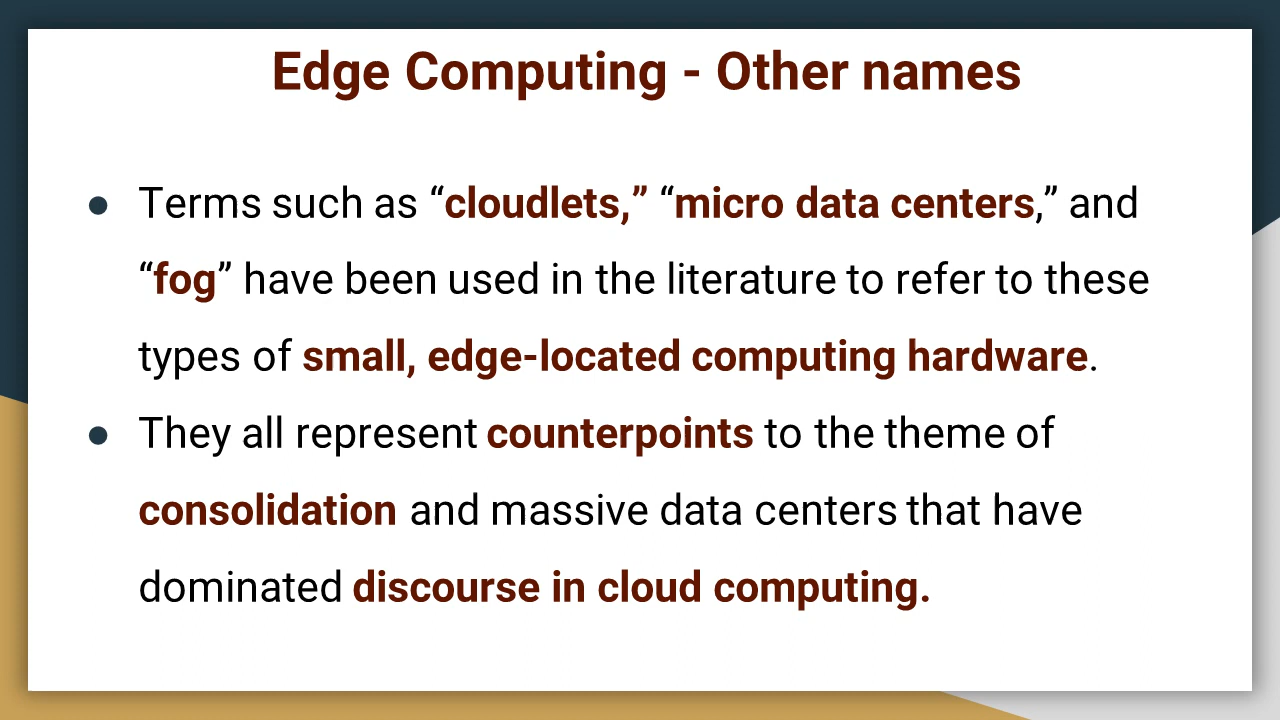 Edge Computing - Other names
● Terms such as “cloudlets,” “micro data centers,” and
“fog” have been used in the literature to refer to these
types of small, edge-located computing hardware.
● They all represent counterpoints to the theme of
consolidation and massive data centers that have
dominated discourse in cloud computing.